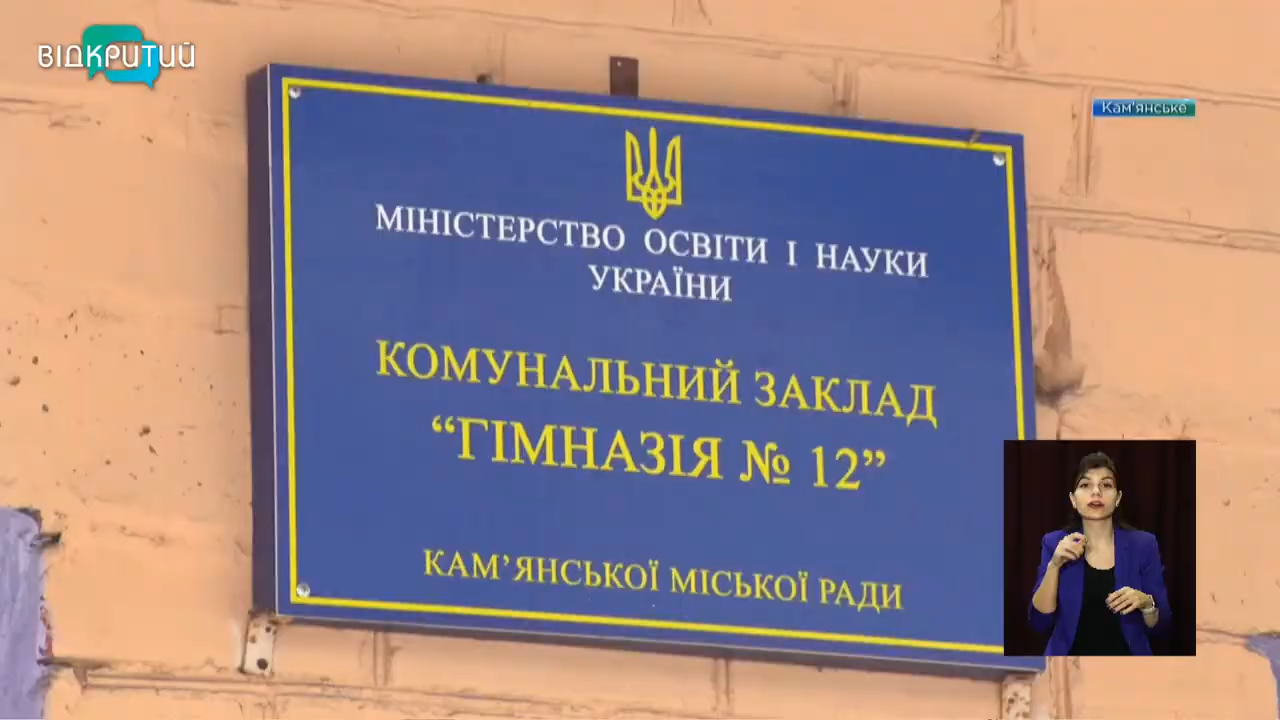 ВІДКРИТИЙ
Кам'янське
МІНІСТЕРСТВО ОСВІТИ І НАУКИ
УКРАЇНИ
КОМУНАЛЬНИЙ ЗАКЛАД
“ГІМНАЗІЯ № 12”
КАМ’ЯНСЬКОЇ МІСЬКОЇ РАДИ